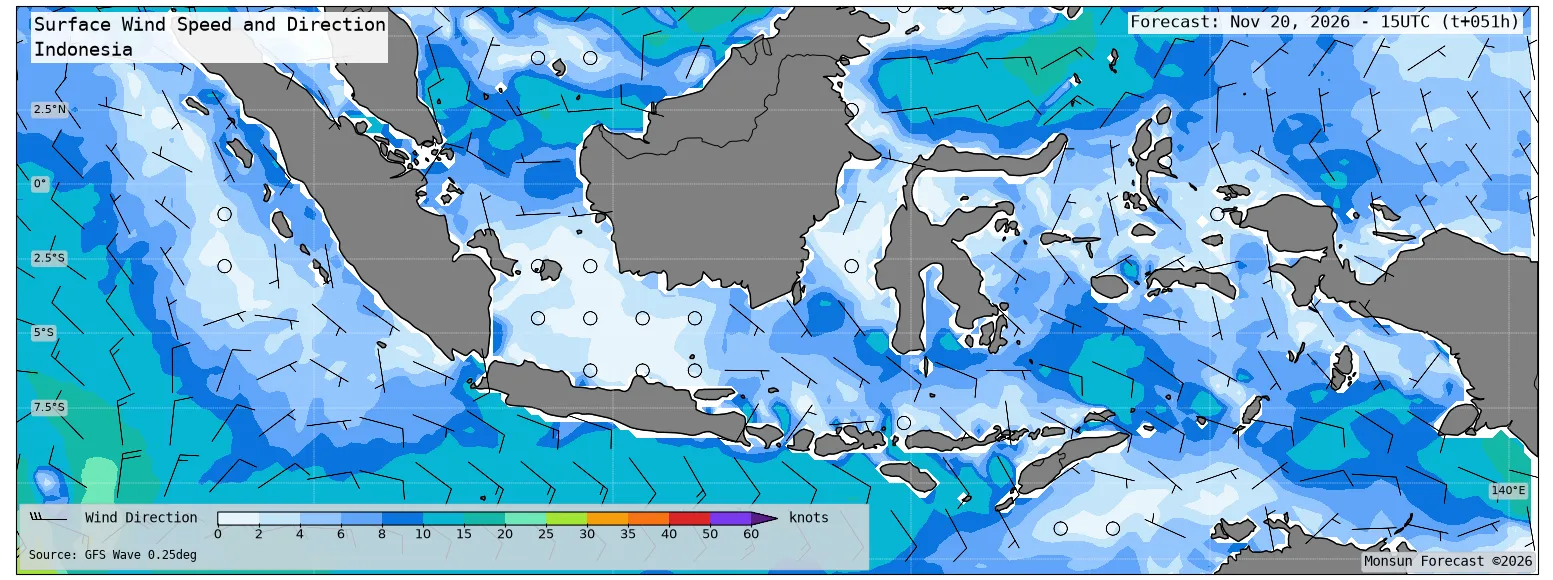 Surface Wind Speed and Direction
Indonesia
Forecast: Nov 20, 2026 - 15UTC (t+051h)
2.5°N
0°
2.5°S
5°S
7.5°S
140°E
Wind Direction
0 2 4 6 8 10 15 20 25 30 35 40 50 60
knots
Source: GFS Wave 0.25deg
Monsun Forecast ©2026